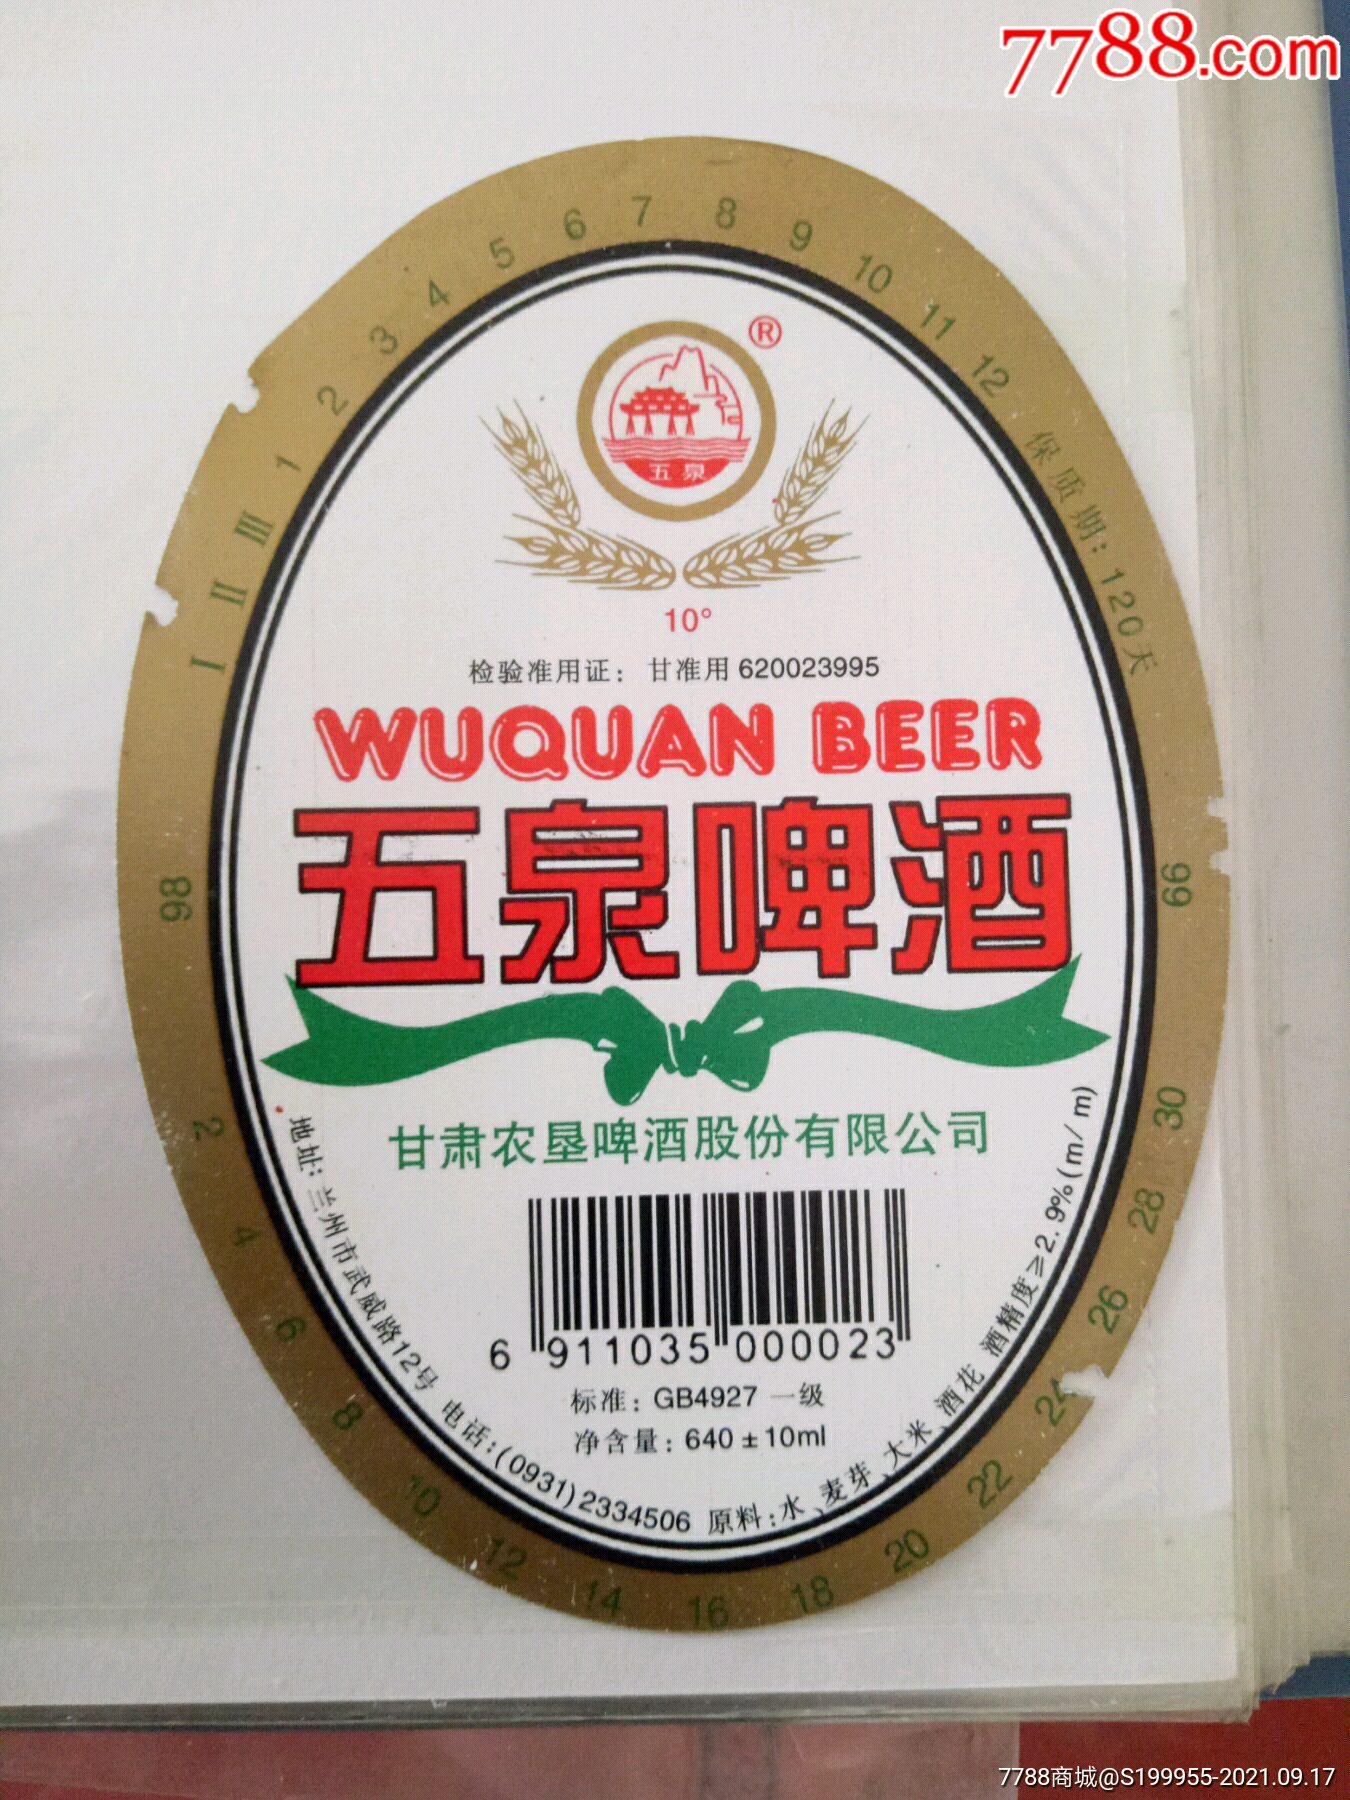 7788.com
I II III 1 2 3 4 5 6 7 8 9 10 11 12 保质期：120天
98
99
2 4 6 8 10 12 14 16 18 20 22 24 26 28 30
®
五泉
10°
检验准用证：甘准用 620023995
WUQUAN BEER
五泉啤酒
甘肃农垦啤酒股份有限公司
6 911035 000023
标准：GB4927 一级
净含量：640±10ml
地址：兰州市武威路12号 电话：(0931)2334506 原料：水、麦芽、大米、酒花 酒精度≥2.9%(m/m)
7788商城@S199955-2021.09.17